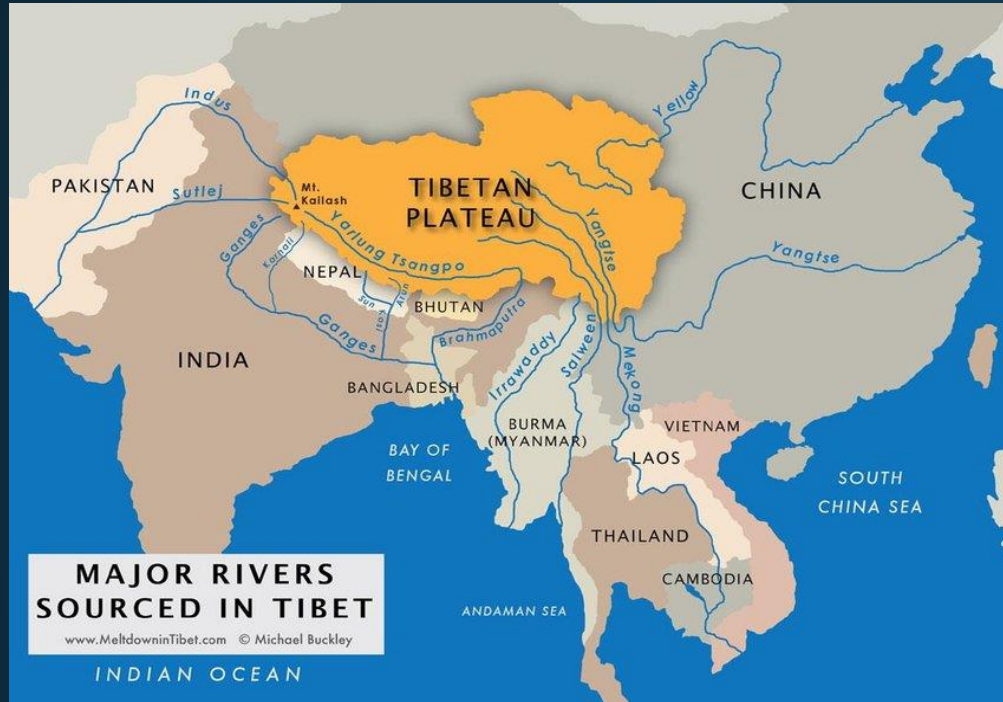 Indus
Yellow
PAKISTAN
Sutlej
Mt.
Kailash
TIBETAN
PLATEAU
CHINA
Ganges
Karnali
Yarlung Tsangpo
Yangtse
Yangtse
NEPAL
Sun
Kosi
Arun
BHUTAN
Brahmaputra
Ganges
INDIA
BANGLADESH
Irrawaddy
Salween
Mekong
BURMA
(MYANMAR)
VIETNAM
LAOS
BAY OF
BENGAL
SOUTH
CHINA SEA
THAILAND
CAMBODIA
ANDAMAN SEA
MAJOR RIVERS
SOURCED IN TIBET
www.MeltdowninTibet.com © Michael Buckley
INDIAN OCEAN